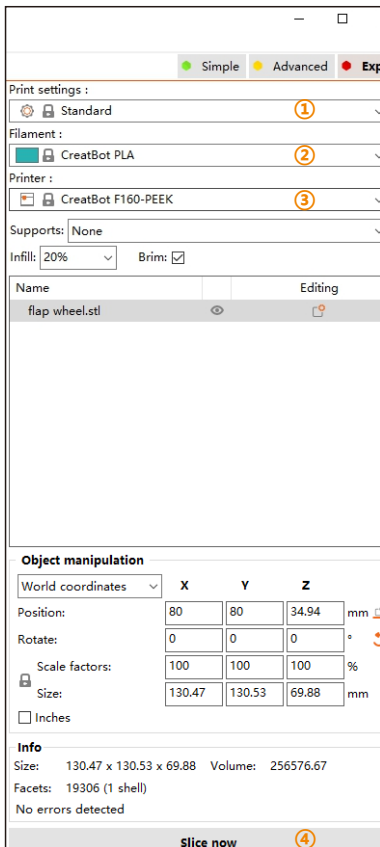 Simple Advanced Exp
Print settings :
Standard ①
Filament :
CreatBot PLA ②
Printer :
CreatBot F160-PEEK ③
Supports: None
Infill: 20% Brim:
Name Editing
flap wheel.stl
Object manipulation
World coordinates X Y Z
Position: 80 80 34.94 mm
Rotate: 0 0 0 °
Scale factors: 100 100 100 %
Size: 130.47 130.53 69.88 mm
Inches
Info
Size: 130.47 x 130.53 x 69.88 Volume: 256576.67
Facets: 19306 (1 shell)
No errors detected
Slice now ④